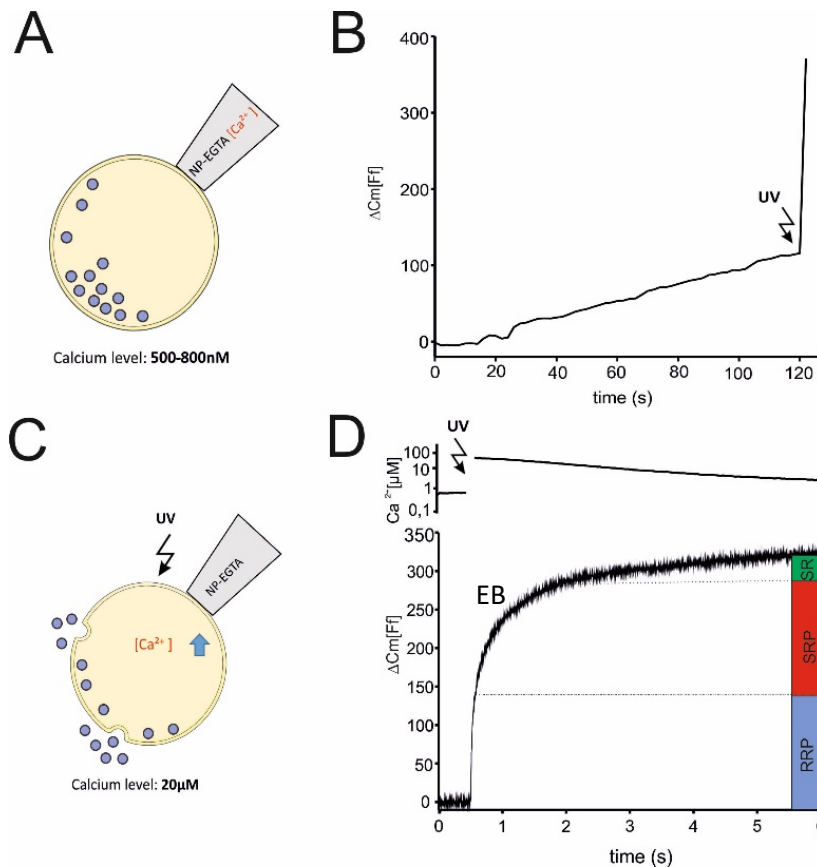 A
NP-EGTA [Ca²⁺]
Calcium level: 500-800nM
B
400
300
200
100
0
ΔCm[Ff]
UV
0 20 40 60 80 100 120
time (s)
C
UV
NP-EGTA
[Ca²⁺]
Calcium level: 20µM
D
UV
Ca ²⁺[µM]
100
10
1
0,1
350
300
250
200
150
100
50
0
ΔCm[Ff]
EB
SR
SRP
RRP
0 1 2 3 4 5 6
time (s)